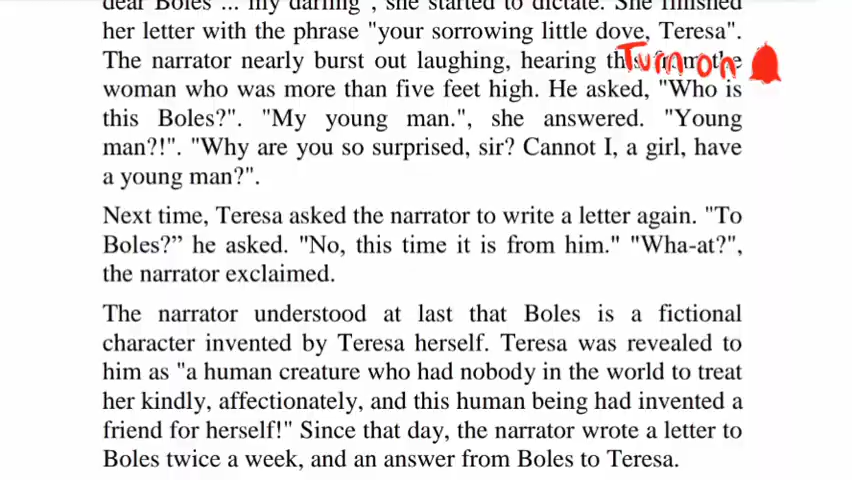 dear Boles ... my darling", she started to dictate. She finished
her letter with the phrase "your sorrowing little dove, Teresa".
The narrator nearly burst out laughing, hearing this from the
Turn on
woman who was more than five feet high. He asked, "Who is
this Boles?". "My young man.", she answered. "Young
man?!". "Why are you so surprised, sir? Cannot I, a girl, have
a young man?".
Next time, Teresa asked the narrator to write a letter again. "To
Boles?” he asked. "No, this time it is from him." "Wha-at?",
the narrator exclaimed.
The narrator understood at last that Boles is a fictional
character invented by Teresa herself. Teresa was revealed to
him as "a human creature who had nobody in the world to treat
her kindly, affectionately, and this human being had invented a
friend for herself!" Since that day, the narrator wrote a letter to
Boles twice a week, and an answer from Boles to Teresa.